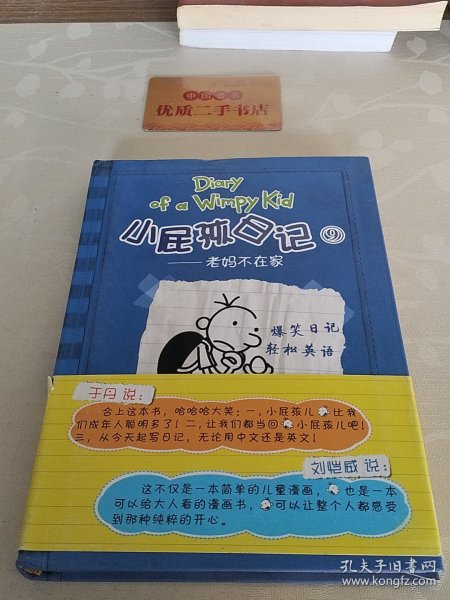 中国梦想
优质二手书店
Diary
of a Wimpy Kid
小屁孩日记⑨
——老妈不在家
爆笑日记
轻松英语
于丹 说：
合上这本书，哈哈哈大笑：一，小屁孩儿比我
们成年人聪明多了！二，让我们都当回小屁孩儿吧！
三，从今天起写日记，无论用中文还是英文！
刘恺威 说：
这不仅是一本简单的儿童漫画，也是一本
可以给大人看的漫画书，可以让整个人都感受
到那种纯粹的开心。
孔夫子旧书网
www.kongfz.com